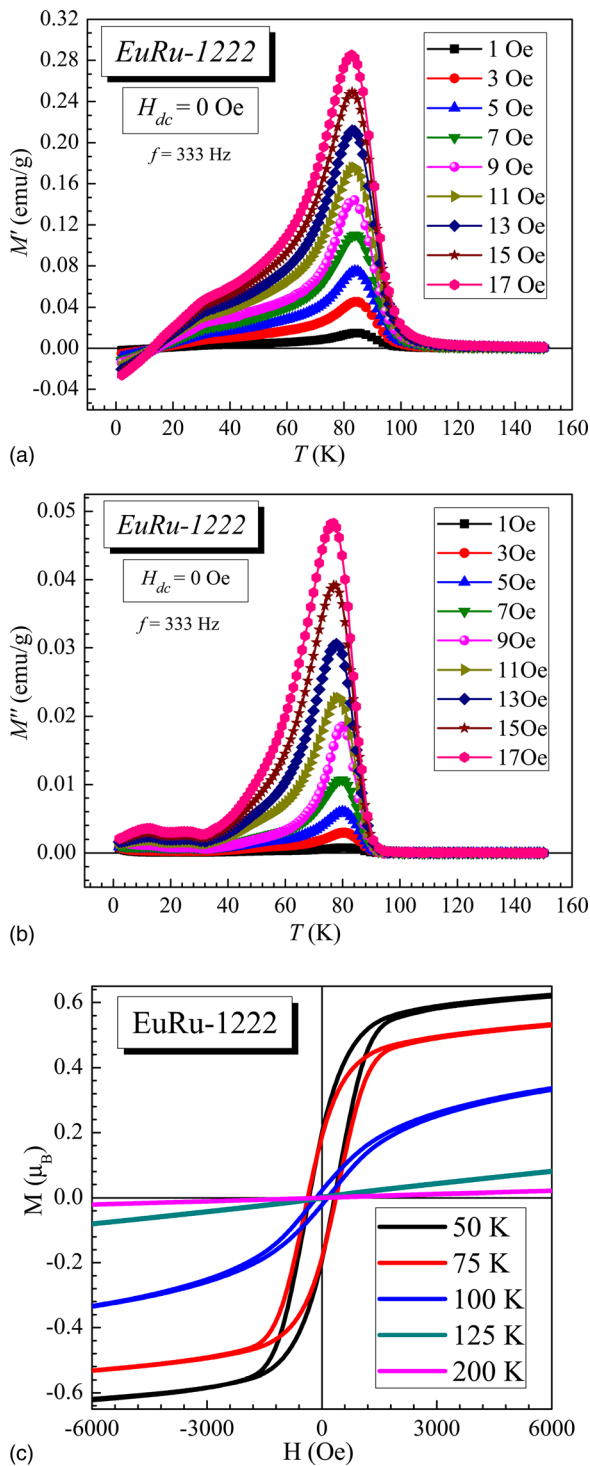 EuRu-1222
H_dc = 0 Oe
f = 333 Hz
1 Oe
3 Oe
5 Oe
7 Oe
9 Oe
11 Oe
13 Oe
15 Oe
17 Oe
0.32
0.28
0.24
0.20
0.16
0.12
0.08
0.04
0.00
-0.04
M′ (emu/g)
0 20 40 60 80 100 120 140 160
(a)
T (K)
EuRu-1222
H_dc = 0 Oe
f = 333 Hz
1Oe
3Oe
5Oe
7Oe
9Oe
11Oe
13Oe
15Oe
17Oe
0.05
0.04
0.03
0.02
0.01
0.00
M″ (emu/g)
0 20 40 60 80 100 120 140 160
(b)
T (K)
EuRu-1222
0.6
0.4
0.2
0.0
-0.2
-0.4
-0.6
M (μ_B)
50 K
75 K
100 K
125 K
200 K
-6000 -3000 0 3000 6000
(c)
H (Oe)